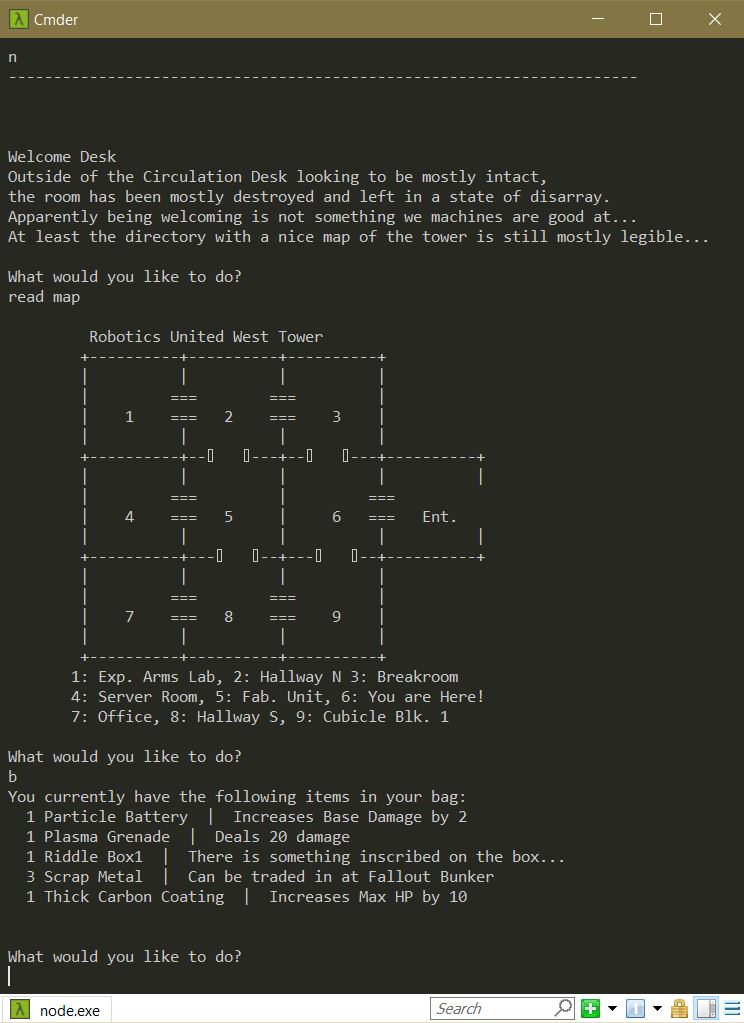 Cmder
n
----------------------------------------------------------------------
Welcome Desk
Outside of the Circulation Desk looking to be mostly intact,
the room has been mostly destroyed and left in a state of disarray.
Apparently being welcoming is not something we machines are good at...
At least the directory with a nice map of the tower is still mostly legible...
What would you like to do?
read map
         Robotics United West Tower
        +----------+----------+----------+
        |          |          |          |
        |         ===        ===         |
        |    1    ===   2    ===    3    |
        |          |          |          |
        +----------+--▯   ▯---+--▯   ▯---+----------+
        |          |          |          |          |
        |         ===         |         ===
        |    4    ===   5     |     6   ===   Ent.
        |          |          |          |          |
        +----------+---▯   ▯--+---▯   ▯--+----------+
        |          |          |          |
        |         ===        ===         |
        |    7    ===   8    ===    9    |
        |          |          |          |
        +----------+----------+----------+
       1: Exp. Arms Lab, 2: Hallway N 3: Breakroom
       4: Server Room, 5: Fab. Unit, 6: You are Here!
       7: Office, 8: Hallway S, 9: Cubicle Blk. 1
What would you like to do?
b
You currently have the following items in your bag:
  1 Particle Battery  |  Increases Base Damage by 2
  1 Plasma Grenade  |  Deals 20 damage
  1 Riddle Box1  |  There is something inscribed on the box...
  3 Scrap Metal  |  Can be traded in at Fallout Bunker
  1 Thick Carbon Coating  |  Increases Max HP by 10
What would you like to do?
node.exe
Search